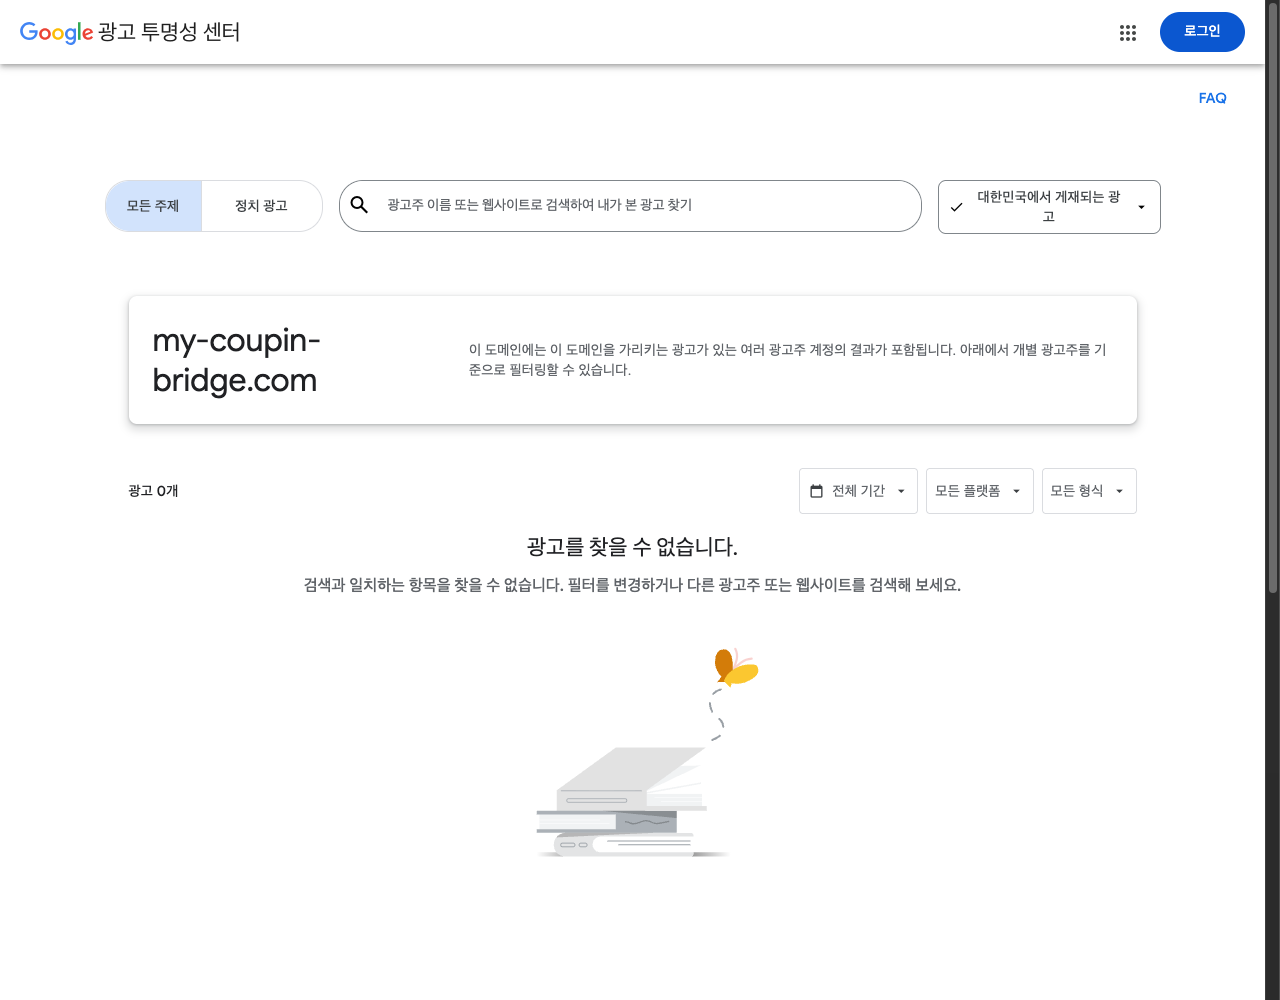 Google 광고 투명성 센터
로그인
FAQ
모든 주제
정치 광고
광고주 이름 또는 웹사이트로 검색하여 내가 본 광고 찾기
대한민국에서 게재되는 광
고
my-coupin-
bridge.com
이 도메인에는 이 도메인을 가리키는 광고가 있는 여러 광고주 계정의 결과가 포함됩니다. 아래에서 개별 광고주를 기
준으로 필터링할 수 있습니다.
광고 0개
전체 기간
모든 플랫폼
모든 형식
광고를 찾을 수 없습니다.
검색과 일치하는 항목을 찾을 수 없습니다. 필터를 변경하거나 다른 광고주 또는 웹사이트를 검색해 보세요.